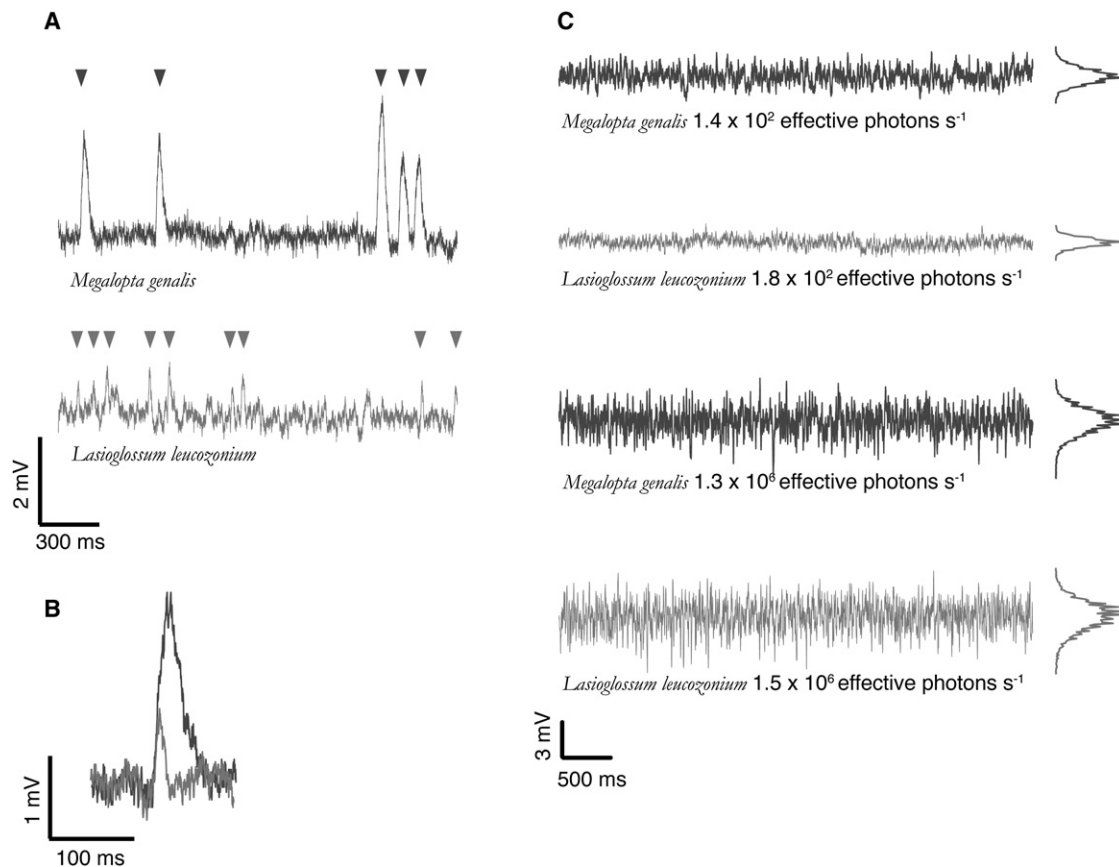 A
Megalopta genalis
Lasioglossum leucozonium
2 mV
300 ms
B
1 mV
100 ms
C
Megalopta genalis 1.4 x 10² effective photons s⁻¹
Lasioglossum leucozonium 1.8 x 10² effective photons s⁻¹
Megalopta genalis 1.3 x 10⁶ effective photons s⁻¹
Lasioglossum leucozonium 1.5 x 10⁶ effective photons s⁻¹
3 mV
500 ms